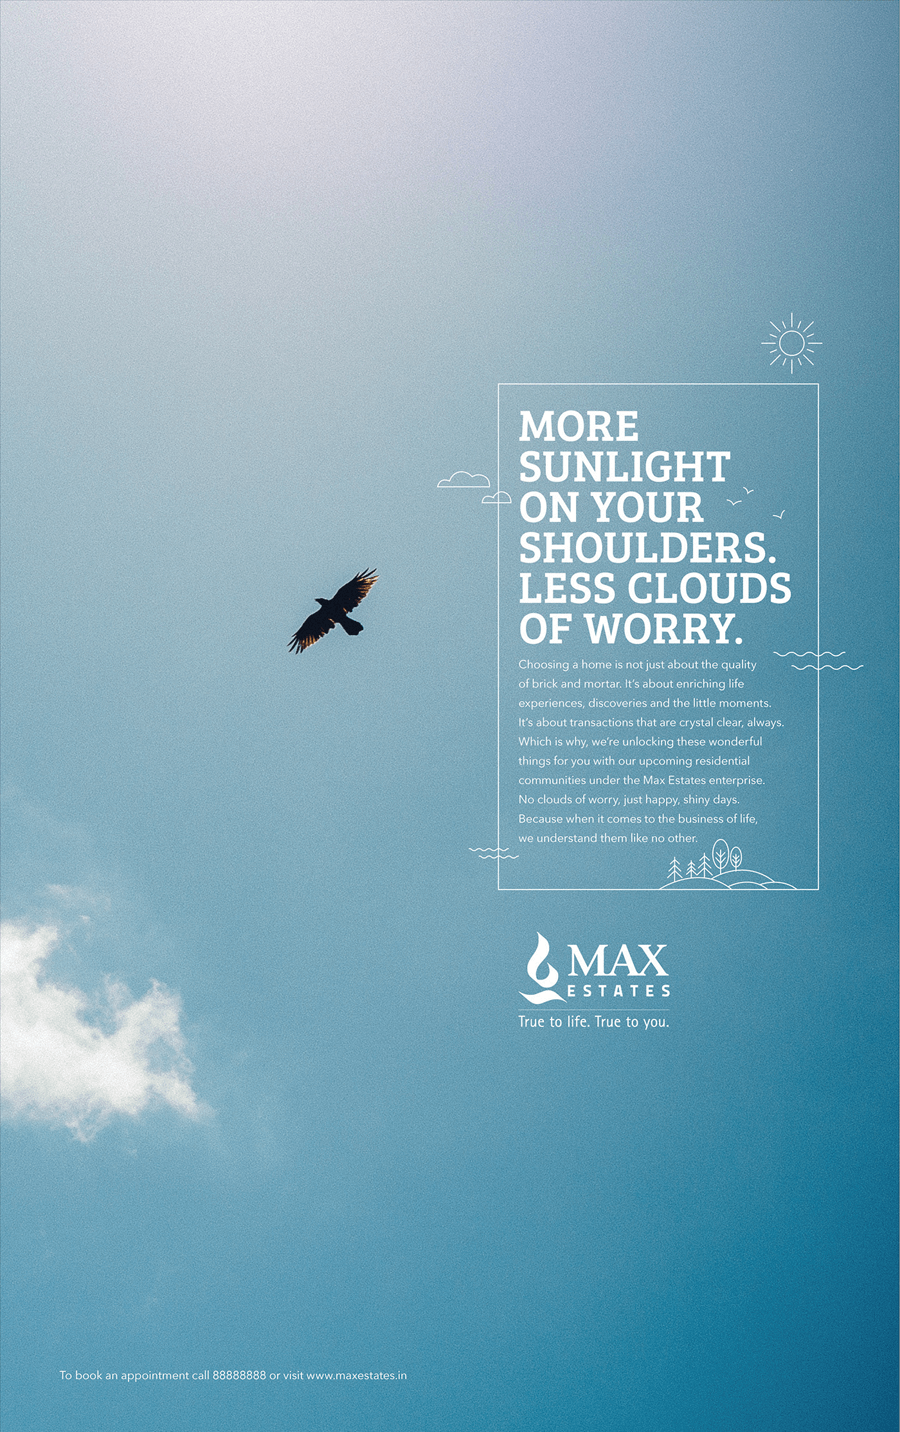 MORE
SUNLIGHT
ON YOUR
SHOULDERS.
LESS CLOUDS
OF WORRY.
Choosing a home is not just about the quality
of brick and mortar. It's about enriching life
experiences, discoveries and the little moments.
It's about transactions that are crystal clear, always.
Which is why, we're unlocking these wonderful
things for you with our upcoming residential
communities under the Max Estates enterprise.
No clouds of worry, just happy, shiny days.
Because when it comes to the business of life,
we understand them like no other.
MAX
ESTATES
True to life. True to you.
To book an appointment call 88888888 or visit www.maxestates.in